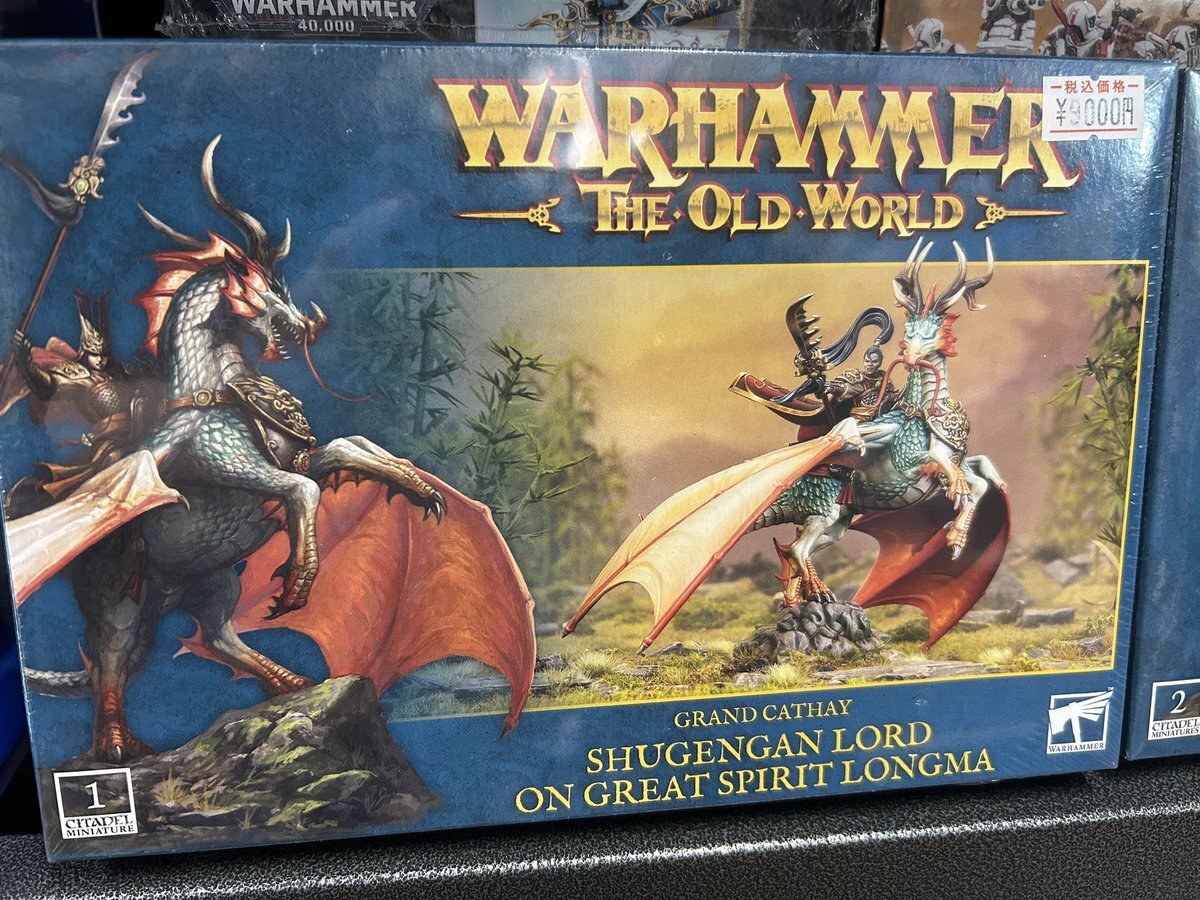 WARHAMMER
40,000
WARHAMMER
THE·OLD·WORLD
税込価格
¥9000円
GRAND CATHAY
SHUGENGAN LORD
ON GREAT SPIRIT LONGMA
WARHAMMER
1
CITADEL
MINIATURE
2
CITADEL
MINIATURES